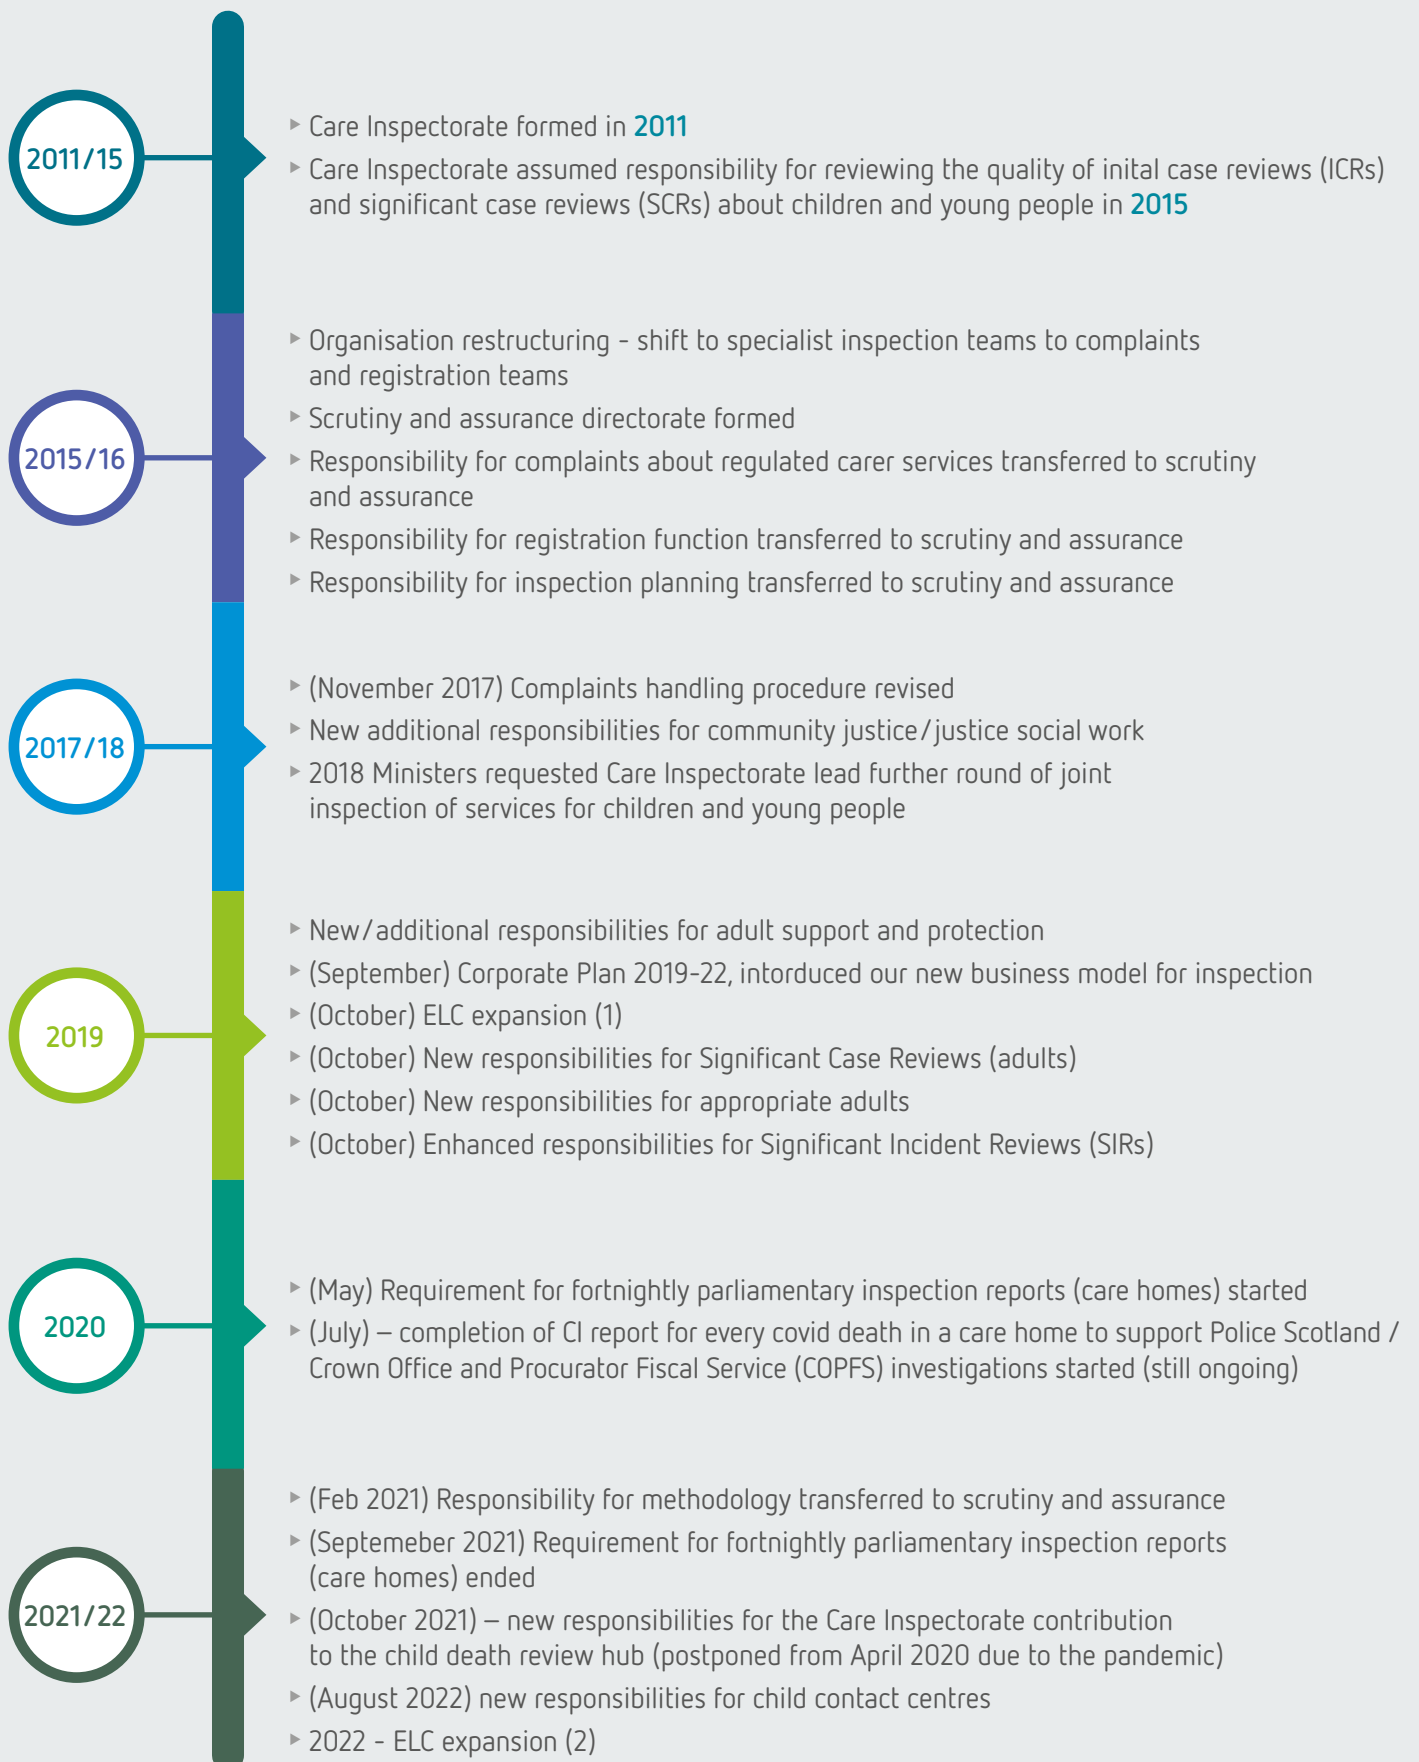 2011/15
▸ Care Inspectorate formed in 2011
▸ Care Inspectorate assumed responsibility for reviewing the quality of inital case reviews (ICRs)
and significant case reviews (SCRs) about children and young people in 2015
2015/16
▸ Organisation restructuring - shift to specialist inspection teams to complaints
and registration teams
▸ Scrutiny and assurance directorate formed
▸ Responsibility for complaints about regulated carer services transferred to scrutiny
and assurance
▸ Responsibility for registration function transferred to scrutiny and assurance
▸ Responsibility for inspection planning transferred to scrutiny and assurance
2017/18
▸ (November 2017) Complaints handling procedure revised
▸ New additional responsibilities for community justice/justice social work
▸ 2018 Ministers requested Care Inspectorate lead further round of joint
inspection of services for children and young people
2019
▸ New/additional responsibilities for adult support and protection
▸ (September) Corporate Plan 2019-22, intorduced our new business model for inspection
▸ (October) ELC expansion (1)
▸ (October) New responsibilities for Significant Case Reviews (adults)
▸ (October) New responsibilities for appropriate adults
▸ (October) Enhanced responsibilities for Significant Incident Reviews (SIRs)
2020
▸ (May) Requirement for fortnightly parliamentary inspection reports (care homes) started
▸ (July) – completion of CI report for every covid death in a care home to support Police Scotland /
Crown Office and Procurator Fiscal Service (COPFS) investigations started (still ongoing)
2021/22
▸ (Feb 2021) Responsibility for methodology transferred to scrutiny and assurance
▸ (Septemeber 2021) Requirement for fortnightly parliamentary inspection reports
(care homes) ended
▸ (October 2021) – new responsibilities for the Care Inspectorate contribution
to the child death review hub (postponed from April 2020 due to the pandemic)
▸ (August 2022) new responsibilities for child contact centres
▸ 2022 - ELC expansion (2)